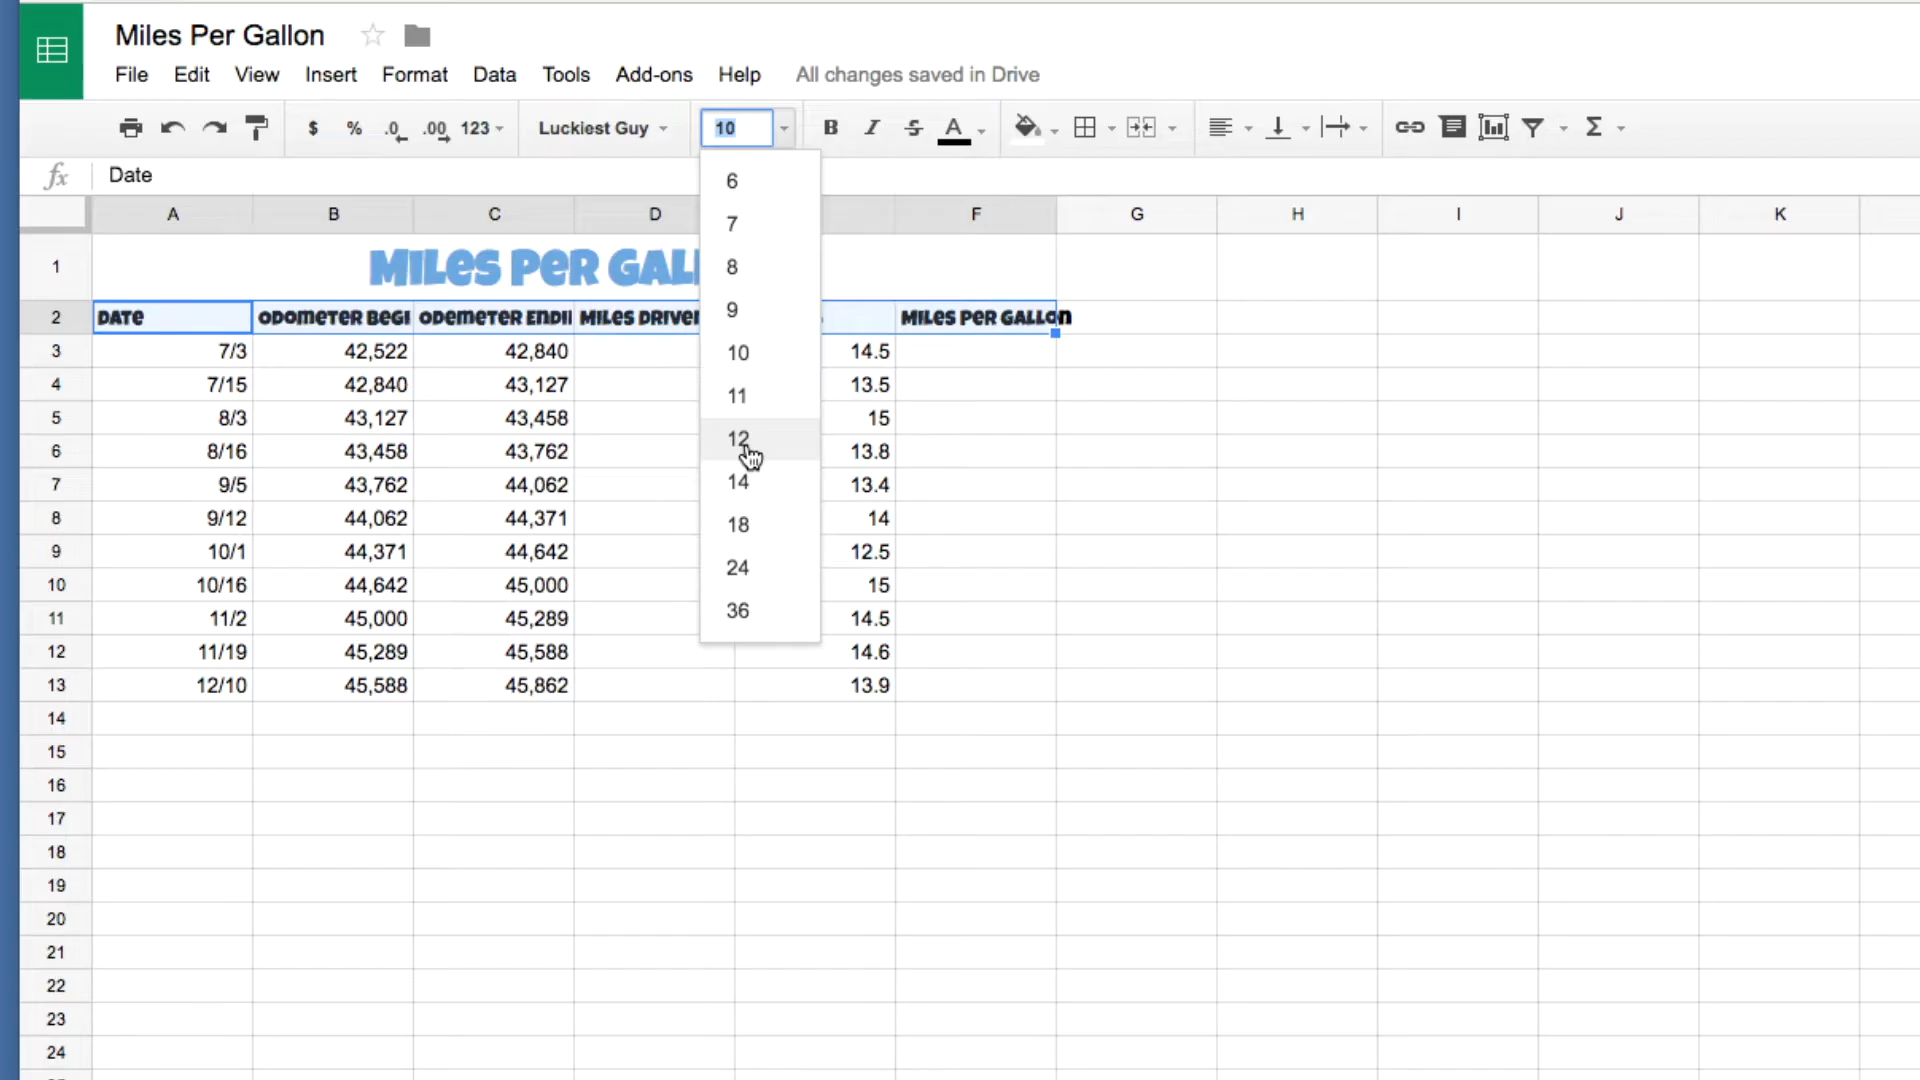 Miles Per Gallon
File Edit View Insert Format Data Tools Add-ons Help All changes saved in Drive
$ % .0 .00 123 Luckiest Guy 10 B I S A Σ
fx Date
A B C D F G H I J K
1 Miles Per
2 Date Odometer Begi Odemeter Endi Miles Driven Miles Per Gallon
3 7/3 42,522 42,840 14.5
4 7/15 42,840 43,127 13.5
5 8/3 43,127 43,458 15
6 8/16 43,458 43,762 13.8
7 9/5 43,762 44,062 13.4
8 9/12 44,062 44,371 14
9 10/1 44,371 44,642 12.5
10 10/16 44,642 45,000 15
11 11/2 45,000 45,289 14.5
12 11/19 45,289 45,588 14.6
13 12/10 45,588 45,862 13.9
14
15
16
17
18
19
20
21
22
23
24
6
7
8
9
10
11
12
14
18
24
36